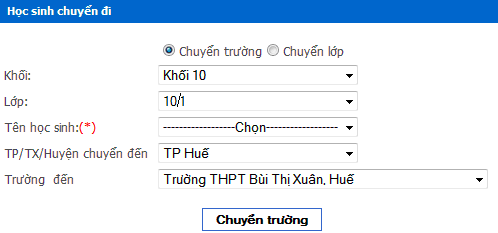 Học sinh chuyển đi
Chuyển trường Chuyển lớp
Khối: Khối 10
Lớp: 10/1
Tên học sinh:(*) ------------------Chọn------------------
TP/TX/Huyện chuyển đến TP Huế
Trường đến Trường THPT Bùi Thị Xuân, Huế
Chuyển trường